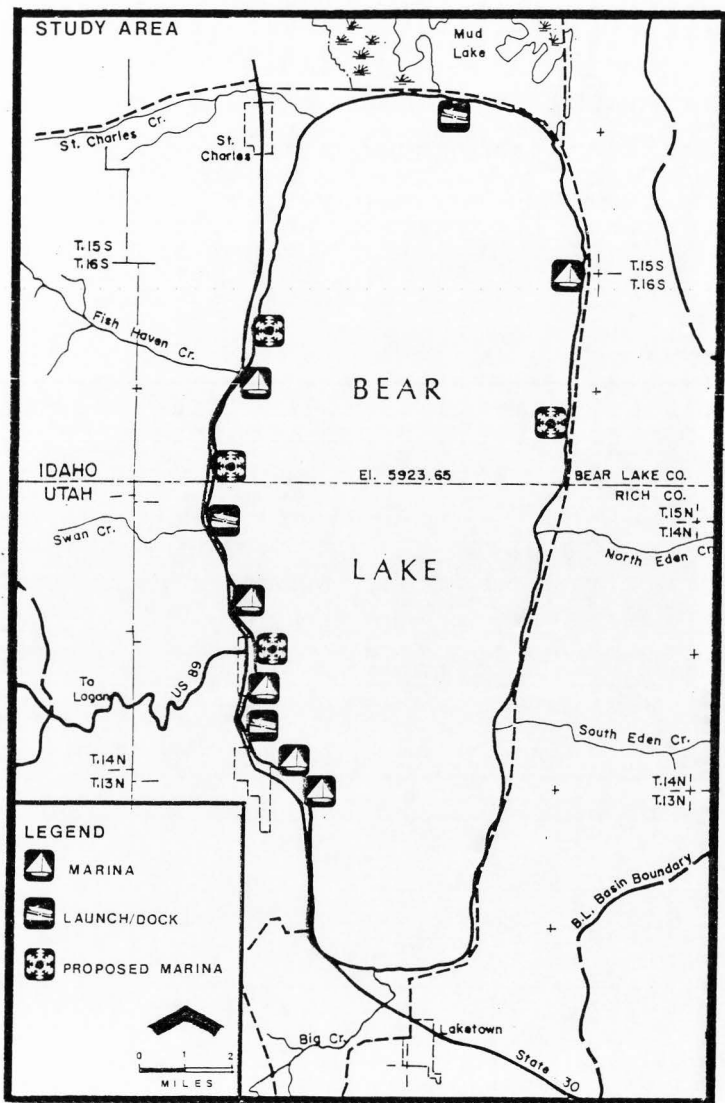 STUDY AREA
Mud
Lake
St. Charles Cr.
St.
Charles
T.15S
T.16S
T.15S
T.16S
Fish Haven Cr.
BEAR
IDAHO
El. 5923.65
BEAR LAKE CO.
UTAH
RICH CO.
T.15N
T.14N
Swan Cr.
North Eden Cr.
LAKE
To
Logan
US 89
South Eden Cr.
T.14N
T.13N
T.14N
T.13N
LEGEND
MARINA
LAUNCH/DOCK
PROPOSED MARINA
B.L. Basin Boundary
0 1 2
MILES
Big Cr.
Laketown
State 30